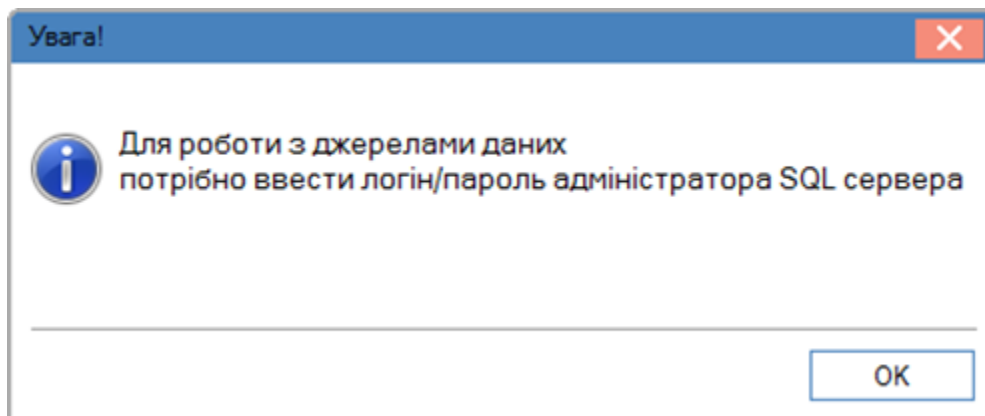 Увага!
Для роботи з джерелами даних
потрібно ввести логін/пароль адміністратора SQL сервера
OK